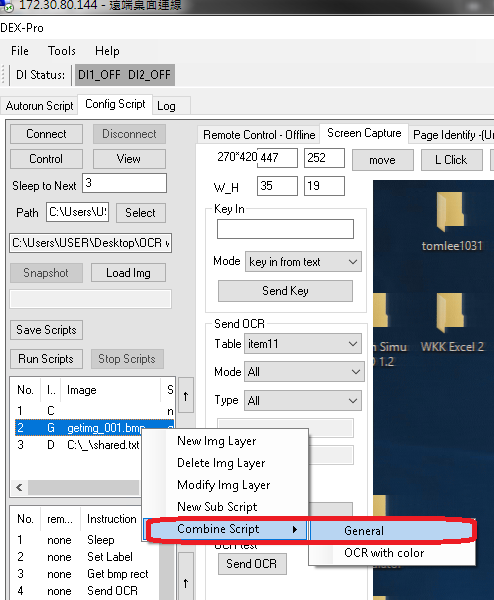 172.30.80.144 - 遠端桌面連線
DEX-Pro
File Tools Help
DI Status: DI1_OFF DI2_OFF
Autorun Script Config Script Log
Connect Disconnect
Control View
Sleep to Next 3
Path C:\Users\US Select
C:\Users\USER\Desktop\OCR w
Snapshot Load Img
Save Scripts
Run Scripts Stop Scripts
No. I.. Image S
1 C n
2 G getimg_001.bmp
3 D C:\_\shared.txt
<
↑
No. rem... Instruction
1 none Sleep
2 none Set Label
3 none Get bmp rect
4 none Send OCR
↑
Remote Control - Offline Screen Capture Page Identify -(Un
270*420 447 252 move L Click
W_H 35 19
Key In
Mode key in from text
Send Key
Send OCR
Table item11
Mode All
Type All
OCR test
Send OCR
New Img Layer
Delete Img Layer
Modify Img Layer
New Sub Script
Combine Script
General
OCR with color
tomlee1031
n Simu
1.2
WKK Excel 2